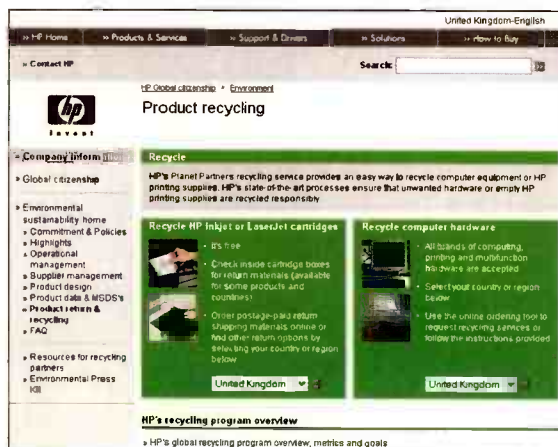 United Kingdom-English
» HP Home » Products & Services » Support & Drivers » Solutions » How to Buy
» Contact HP Search:
hp
invent
HP Global citizenship » Environment
Product recycling
» Company inform
» Global citizenship
» Environmental
sustainability home
» Commitment & Policies
» Highlights
» Operational
management
» Supplier management
» Product design
» Product data & MSDS's
» Product return &
recycling
» FAQ
» Resources for recycling
partners
» Environmental Press
Kit
Recycle
HP's Planet Partners recycling service provides an easy way to recycle computer equipment or HP
printing supplies. HP's state-of-the-art processes ensure that unwanted hardware or empty HP
printing supplies are recycled responsibly
Recycle HP Inkjet or LaserJet cartridges
• It's free
• Check inside cartridge boxes
for return materials (available
for some products and
countries)
• Order postage-paid return
shipping materials online or
find other return options by
selecting your country or region
below
United Kingdom
Recycle computer hardware
• All brands of computing,
printing and multifunction
hardware are accepted
• Select your country or region
below
• Use the online ordering tool to
request recycling services or
follow the instructions provided
United Kingdom
HP's recycling program overview
» HP's global recycling program overview, metrics and goals